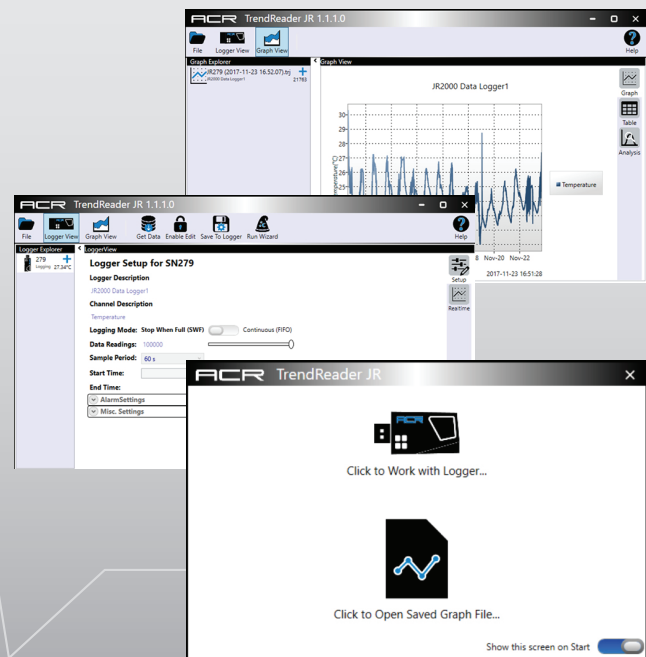 ACR TrendReader JR 1.1.1.0
File Logger View Graph View Help
Graph Explorer Graph View
JR279 (2017-11-23 16.52.07).trj
JR2000 Data Logger1 21763
JR2000 Data Logger1
Graph
Table
Analysis
30
29
28
27
26
25
Temperature(°C)
Temperature
8 Nov-20 Nov-22
2017-11-23 16:51:28
ACR TrendReader JR 1.1.1.0
File Logger View Graph View Get Data Enable Edit Save To Logger Run Wizard Help
Logger Explorer LoggerView
279
Logging 27.34°C
Logger Setup for SN279
Setup
Realtime
Logger Description
JR2000 Data Logger1
Channel Description
Temperature
Logging Mode: Stop When Full (SWF) Continuous (FIFO)
Data Readings: 100000
Sample Period: 60 s
Start Time:
End Time:
AlarmSettings
Misc. Settings
ACR TrendReader JR
ACR
Click to Work with Logger...
Click to Open Saved Graph File...
Show this screen on Start